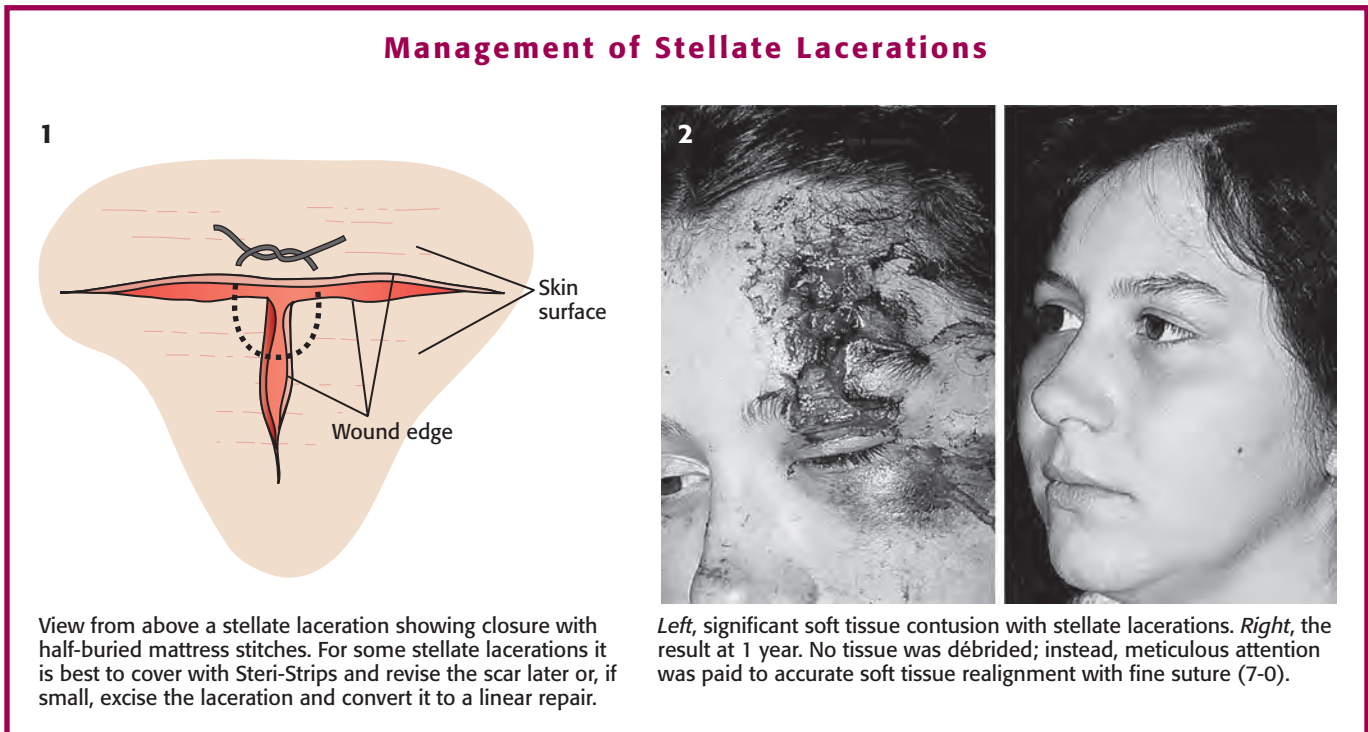 Management of Stellate Lacerations
1
Skin
surface
Wound edge
View from above a stellate laceration showing closure with
half-buried mattress stitches. For some stellate lacerations it
is best to cover with Steri-Strips and revise the scar later or, if
small, excise the laceration and convert it to a linear repair.
2
Left, significant soft tissue contusion with stellate lacerations. Right, the
result at 1 year. No tissue was débrided; instead, meticulous attention
was paid to accurate soft tissue realignment with fine suture (7-0).